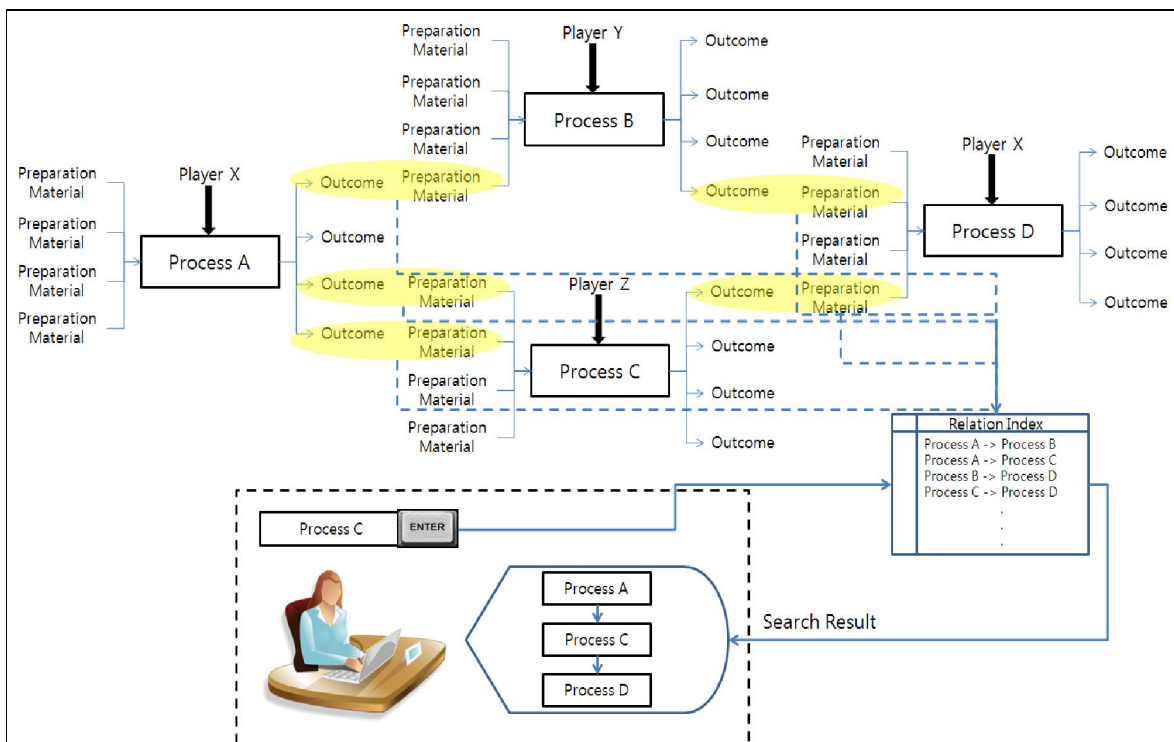 Preparation
Material
Preparation
Material
Preparation
Material
Preparation
Material
Player X
Process A
Outcome
Outcome
Outcome
Outcome
Preparation
Material
Preparation
Material
Preparation
Material
Preparation
Material
Player Y
Process B
Outcome
Outcome
Outcome
Outcome
Preparation
Material
Preparation
Material
Preparation
Material
Preparation
Material
Player Z
Process C
Outcome
Outcome
Outcome
Outcome
Preparation
Material
Preparation
Material
Preparation
Material
Preparation
Material
Player X
Process D
Outcome
Outcome
Outcome
Outcome
Relation Index
Process A -> Process B
Process A -> Process C
Process B -> Process D
Process C -> Process D
.
.
.
Process C
ENTER
Process A
Process C
Process D
Search Result